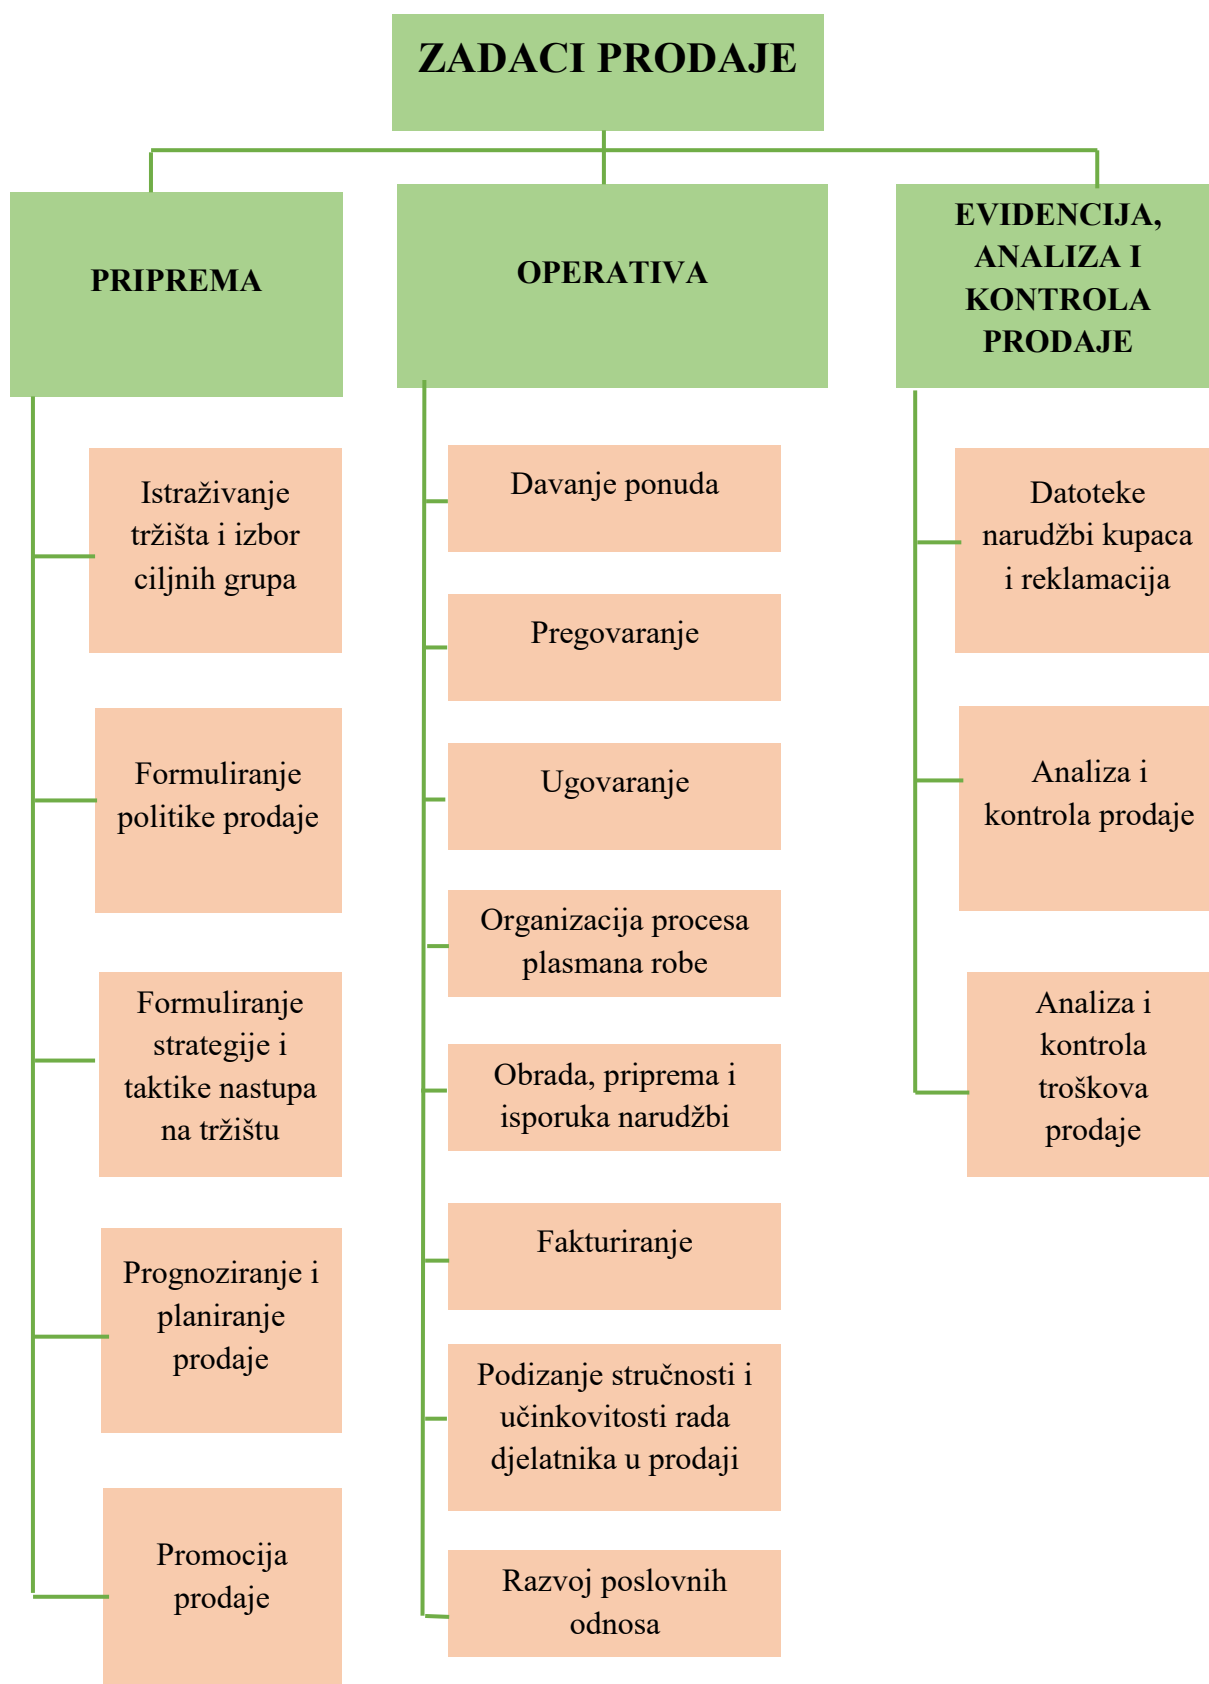 ZADACI PRODAJE
PRIPREMA
Istraživanje
tržišta i izbor
ciljnih grupa
Formuliranje
politike prodaje
Formuliranje
strategije i
taktike nastupa
na tržištu
Prognoziranje i
planiranje
prodaje
Promocija
prodaje
OPERATIVA
Davanje ponuda
Pregovaranje
Ugovaranje
Organizacija procesa
plasmana robe
Obrada, priprema i
isporuka narudžbi
Fakturiranje
Podizanje stručnosti i
učinkovitosti rada
djelatnika u prodaji
Razvoj poslovnih
odnosa
EVIDENCIJA,
ANALIZA I
KONTROLA
PRODAJE
Datoteke
narudžbi kupaca
i reklamacija
Analiza i
kontrola prodaje
Analiza i
kontrola
troškova
prodaje